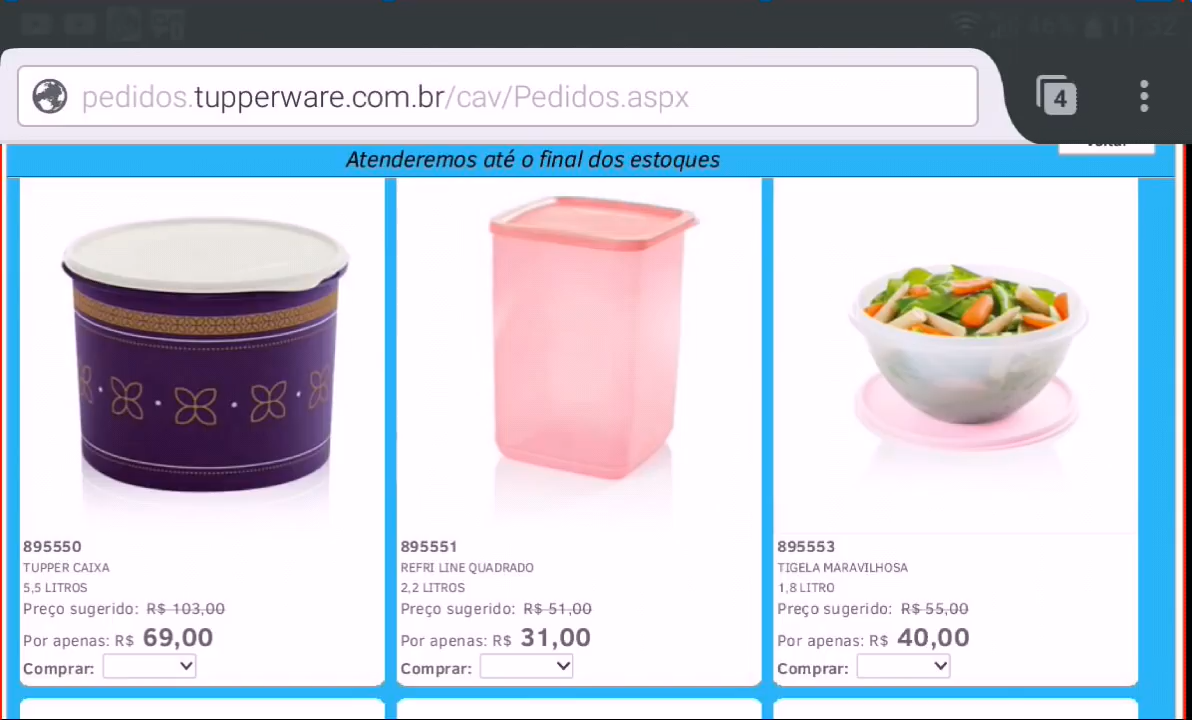 pedidos.tupperware.com.br/cav/Pedidos.aspx
4
Atenderemos até o final dos estoques
895550
TUPPER CAIXA
5,5 LITROS
Preço sugerido: R$ 103,00
Por apenas: R$ 69,00
Comprar:
895551
REFRI LINE QUADRADO
2,2 LITROS
Preço sugerido: R$ 51,00
Por apenas: R$ 31,00
Comprar:
895553
TIGELA MARAVILHOSA
1,8 LITRO
Preço sugerido: R$ 55,00
Por apenas: R$ 40,00
Comprar: